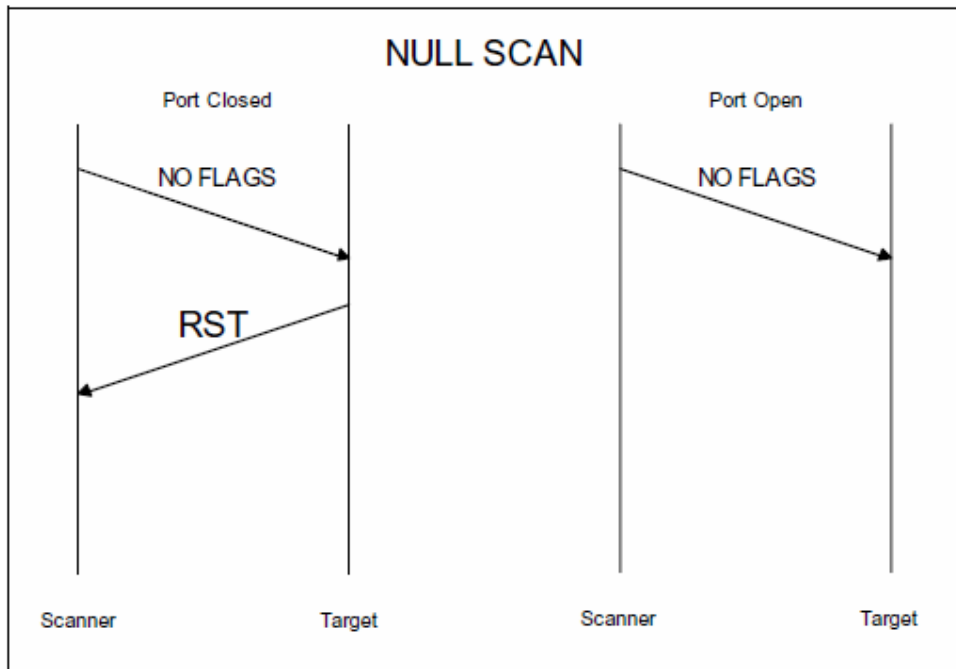 NULL SCAN
Port Closed
Port Open
NO FLAGS
NO FLAGS
RST
Scanner
Target
Scanner
Target